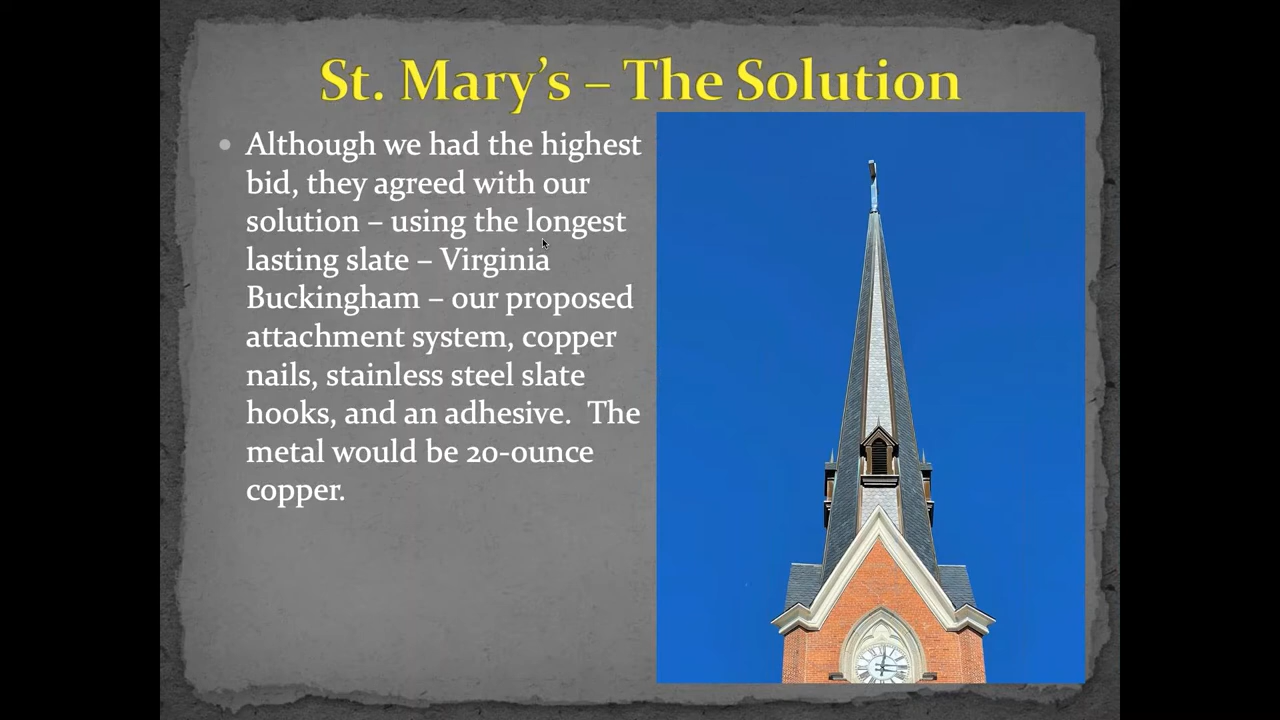 St. Mary's – The Solution
Although we had the highest
bid, they agreed with our
solution – using the longest
lasting slate – Virginia
Buckingham – our proposed
attachment system, copper
nails, stainless steel slate
hooks, and an adhesive.  The
metal would be 20-ounce
copper.